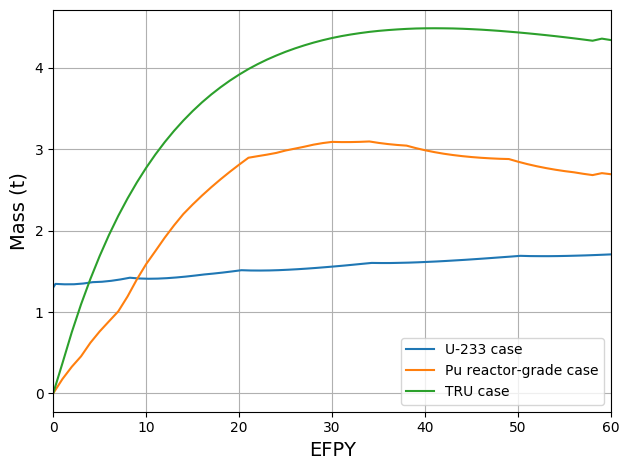 4
3
2
1
0
Mass (t)
U-233 case
Pu reactor-grade case
TRU case
0 10 20 30 40 50 60
EFPY